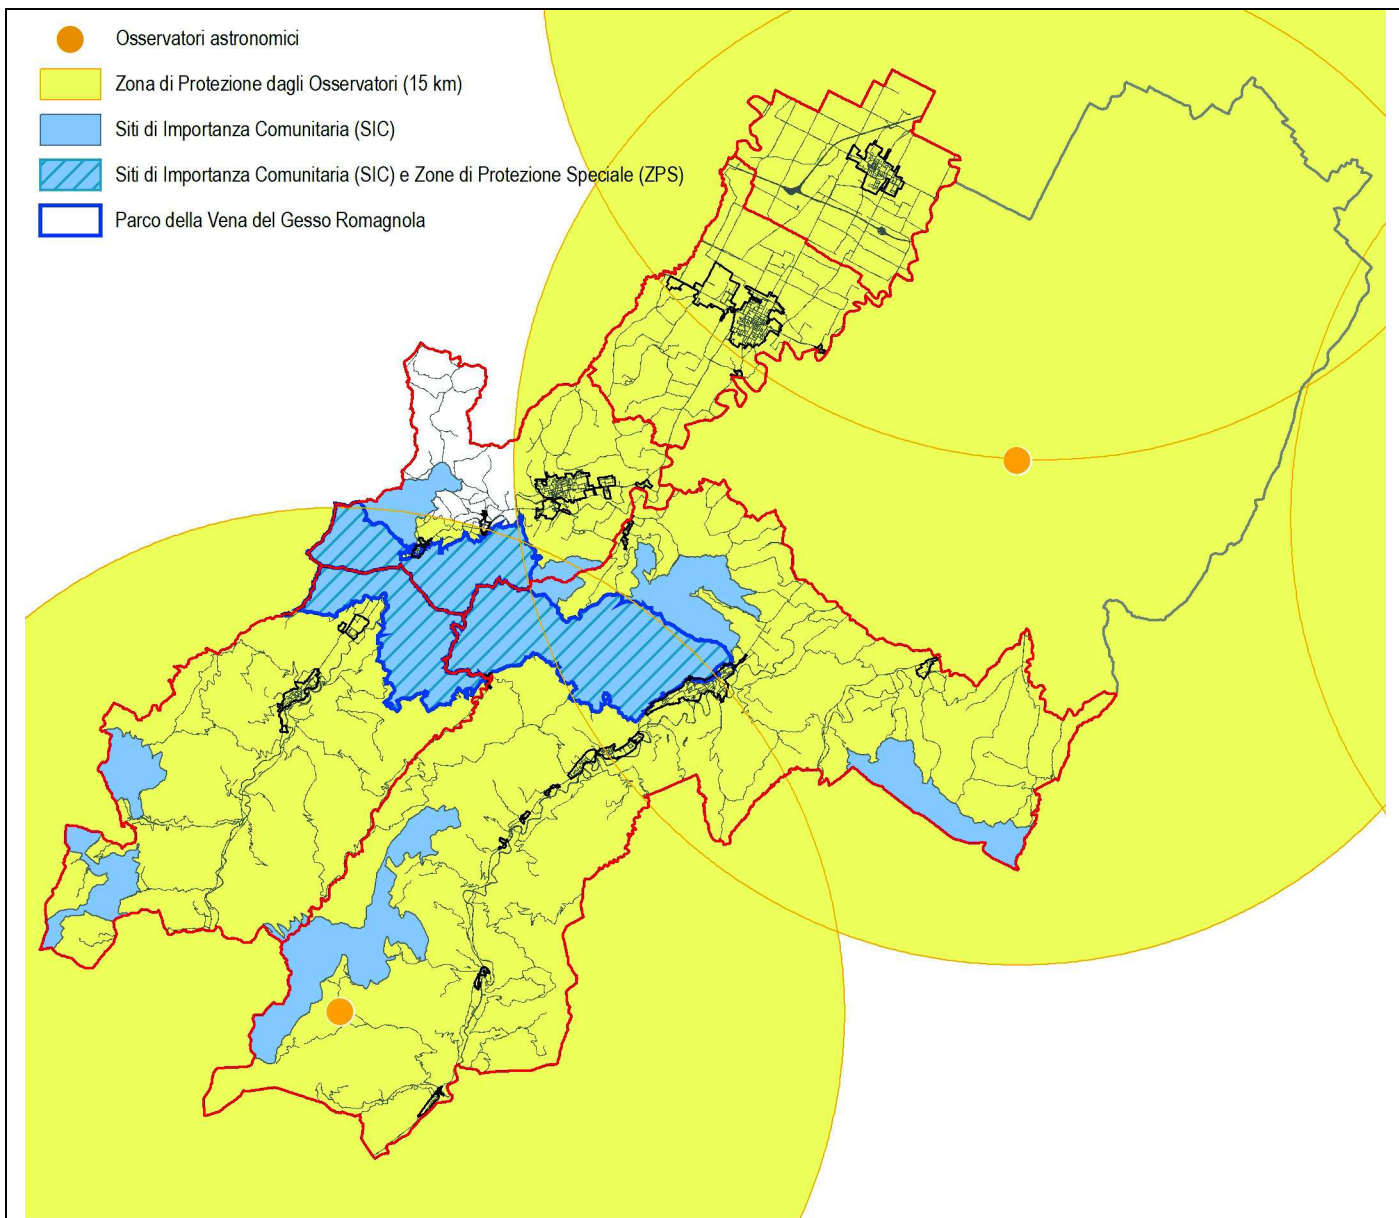 Osservatori astronomici
Zona di Protezione dagli Osservatori (15 km)
Siti di Importanza Comunitaria (SIC)
Siti di Importanza Comunitaria (SIC) e Zone di Protezione Speciale (ZPS)
Parco della Vena del Gesso Romagnola